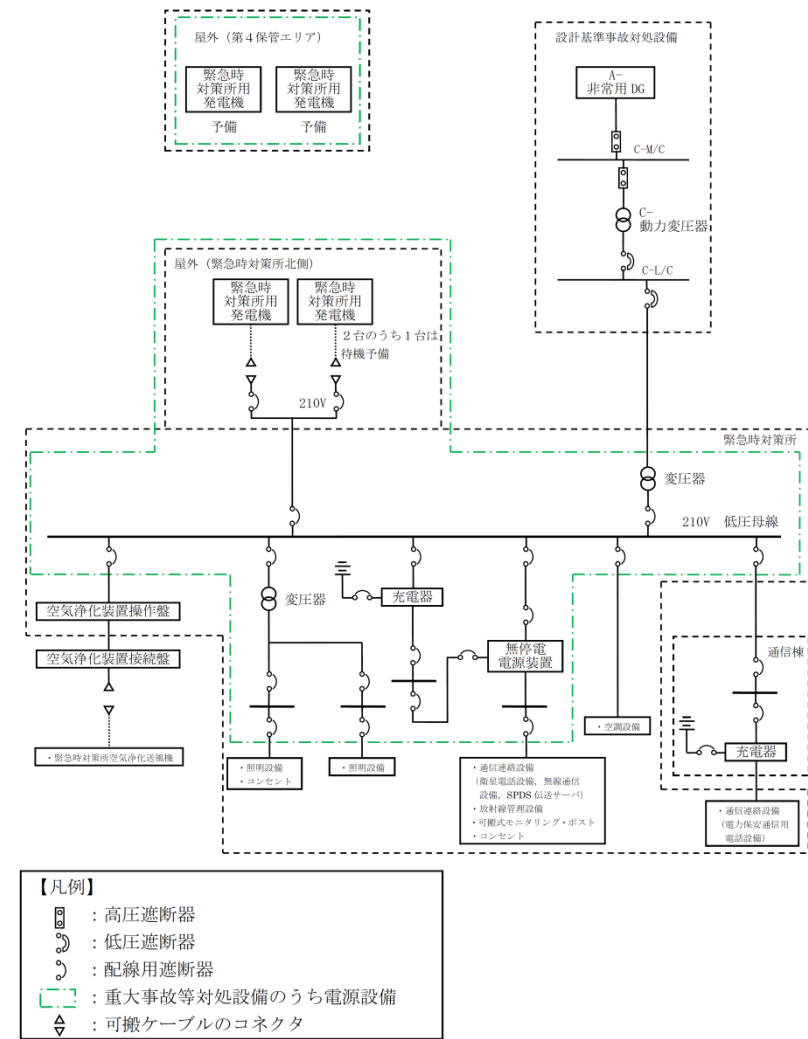 屋外（第４保管エリア）
緊急時
対策所用
発電機
緊急時
対策所用
発電機
予備
予備
設計基準事故対処設備
A-
非常用 DG
C-M/C
C-
動力変圧器
C-L/C
屋外（緊急時対策所北側）
緊急時
対策所用
発電機
緊急時
対策所用
発電機
２台のうち１台は
待機予備
210V
緊急時対策所
変圧器
210V 低圧母線
空気浄化装置操作盤
空気浄化装置接続盤
・緊急時対策所空気浄化送風機
変圧器
充電器
無停電
電源装置
・照明設備
・コンセント
・照明設備
・通信連絡設備
(衛星電話設備，無線通信
設備，SPDS 伝送サーバ)
・放射線管理設備
・可搬式モニタリング・ポスト
・コンセント
・空調設備
通信棟
充電器
・通信連絡設備
(電力保安通信用
電話設備)
【凡例】
：高圧遮断器
：低圧遮断器
：配線用遮断器
：重大事故等対処設備のうち電源設備
：可搬ケーブルのコネクタ